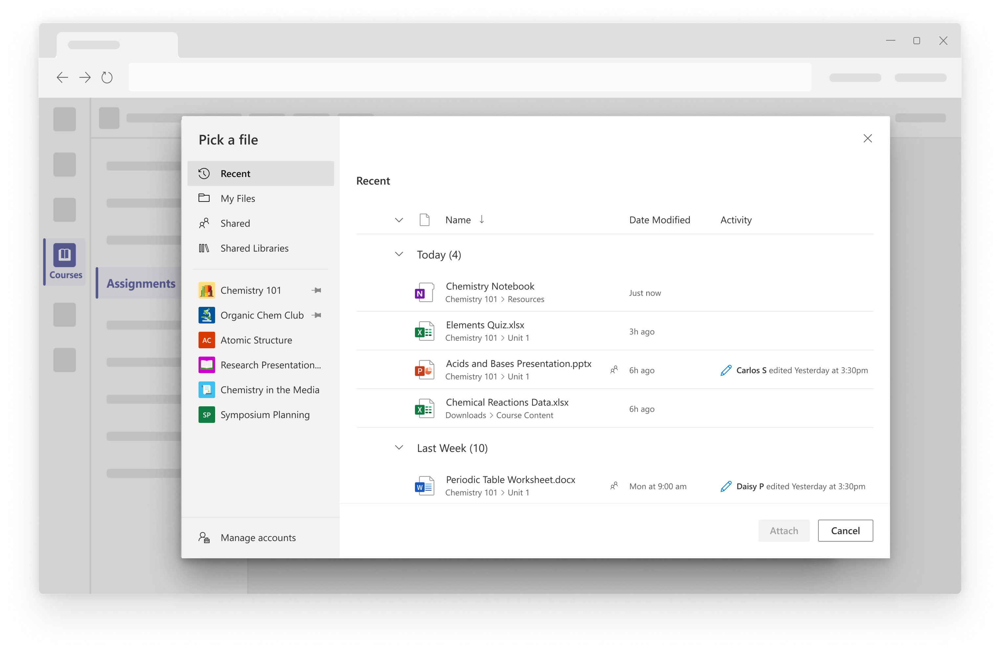 Courses
Assignments
Pick a file
Recent
My Files
Shared
Shared Libraries
Chemistry 101
Organic Chem Club
AC Atomic Structure
Research Presentation...
Chemistry in the Media
SP Symposium Planning
Manage accounts
Recent
Name Date Modified Activity
Today (4)
N Chemistry Notebook
Chemistry 101 > Resources
Just now
X Elements Quiz.xlsx
Chemistry 101 > Unit 1
3h ago
P Acids and Bases Presentation.pptx
Chemistry 101 > Unit 1
6h ago
Carlos S edited Yesterday at 3:30pm
X Chemical Reactions Data.xlsx
Downloads > Course Content
6h ago
Last Week (10)
W Periodic Table Worksheet.docx
Chemistry 101 > Unit 1
Mon at 9:00 am
Daisy P edited Yesterday at 3:30pm
Attach Cancel